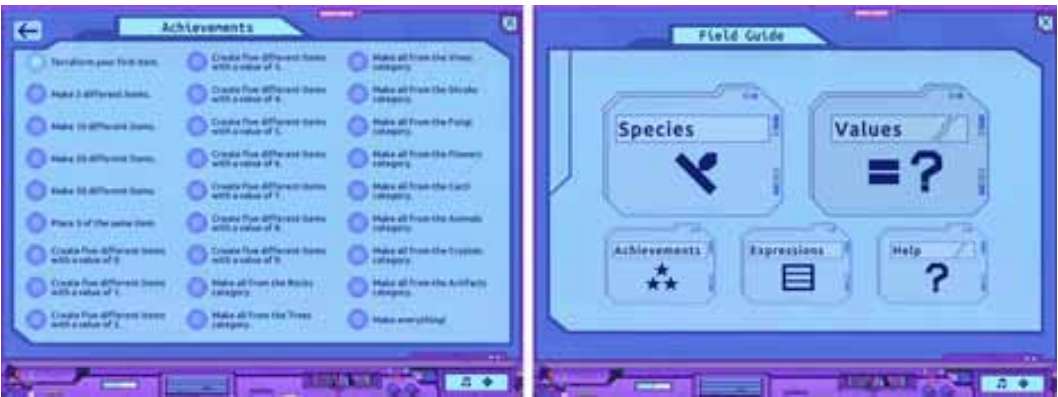 Achievements
Terraform your first item.
Create five different items
with a value of 3.
Make all from the Vines
category.
Make 5 different items.
Create five different items
with a value of 4.
Make all from the Shrubs
category.
Make 10 different items.
Create five different items
with a value of 5.
Make all from the Fungi
category.
Make 20 different items.
Create five different items
with a value of 6.
Make all from the Flowers
category.
Make 50 different items.
Create five different items
with a value of 7.
Make all from the Cacti
category.
Place 5 of the same item.
Create five different items
with a value of 8.
Make all from the Animals
category.
Create five different items
with a value of 0.
Create five different items
with a value of 9.
Make all from the Cryptids
category.
Create five different items
with a value of 1.
Make all from the Rocks
category.
Make all from the Artifacts
category.
Create five different items
with a value of 2.
Make all from the Trees
category.
Make everything!
Field Guide
Species
Values
= ?
Achievements
Expressions
Help
?